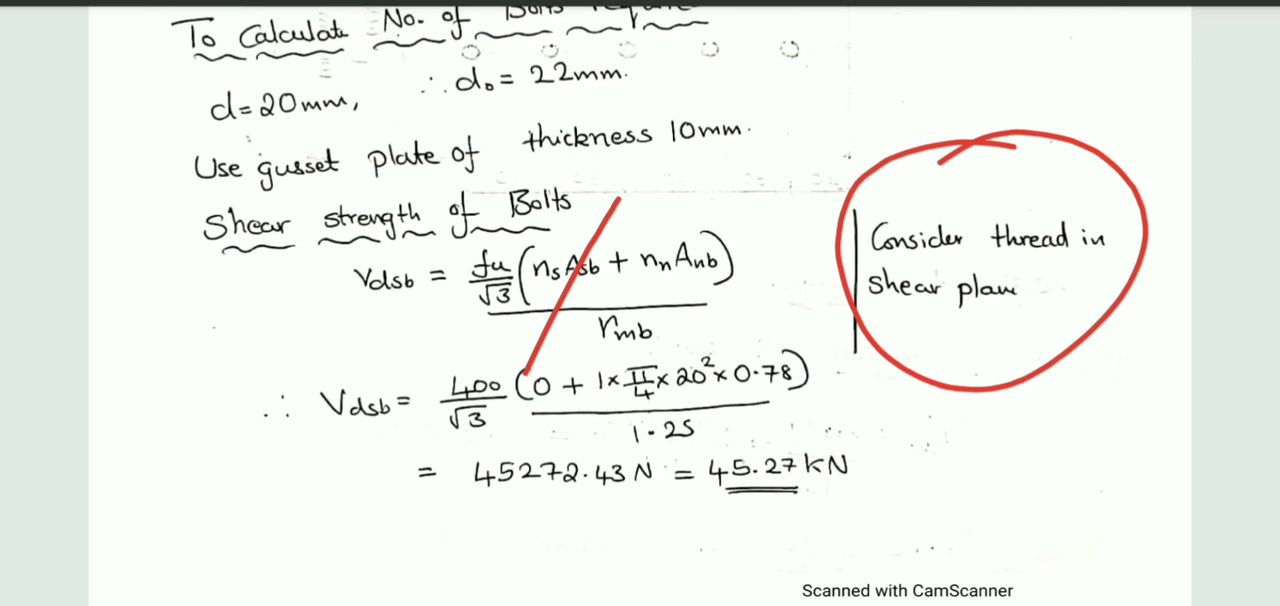 To Calculate No. of Bolts
d=20mm, ∴ d₀ = 22mm.
Use gusset plate of thickness 10mm.
Shear strength of Bolts
Vdsb = fu/√3 (nsAsb + nnAnb) / γmb
Consider thread in
shear plane
∴ Vdsb = 400/√3 (0 + 1×π/4×20²×0.78) / 1.25
= 45272.43 N = 45.27 kN
Scanned with CamScanner